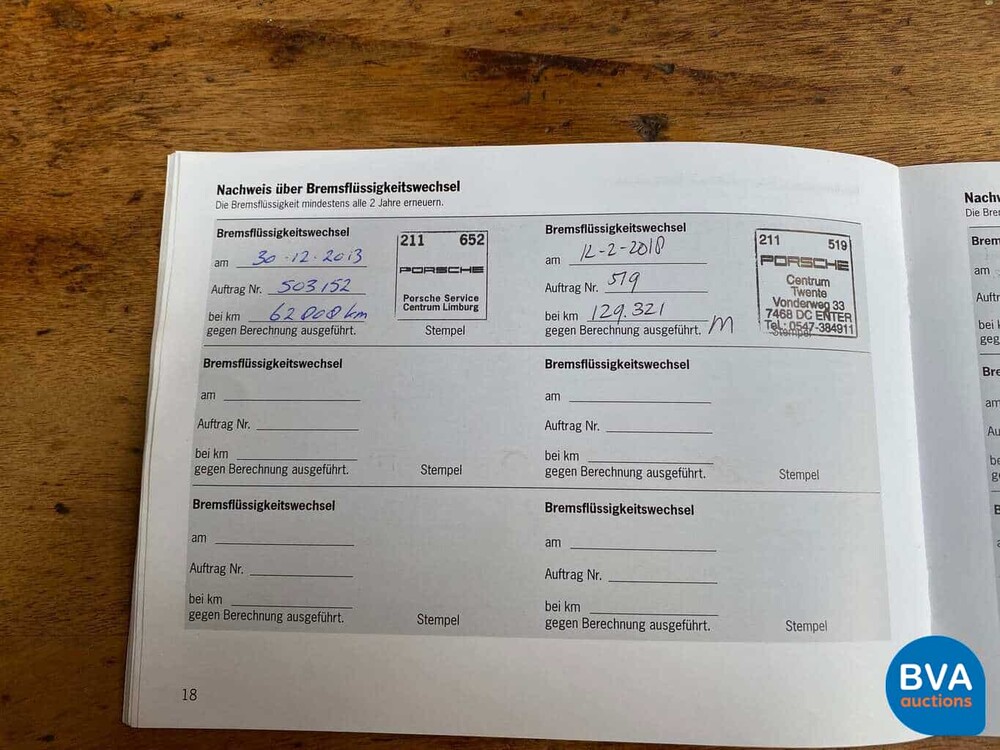 Nachweis über Bremsflüssigkeitswechsel
Die Bremsflüssigkeit mindestens alle 2 Jahre erneuern.
Bremsflüssigkeitswechsel
am 30-12-2013
Auftrag Nr. 503152
bei km 62008km
gegen Berechnung ausgeführt.
211 652
PORSCHE
Porsche Service
Centrum Limburg
Stempel
Bremsflüssigkeitswechsel
am 12-2-2018
Auftrag Nr. 519
bei km 129.321
gegen Berechnung ausgeführt.
211 519
PORSCHE
Centrum
Twente
Vonderweg 33
7468 DC ENTER
Tel.: 0547-384911
Stempel
Bremsflüssigkeitswechsel
am
Auftrag Nr.
bei km
gegen Berechnung ausgeführt.
Stempel
Bremsflüssigkeitswechsel
am
Auftrag Nr.
bei km
gegen Berechnung ausgeführt.
Stempel
Bremsflüssigkeitswechsel
am
Auftrag Nr.
bei km
gegen Berechnung ausgeführt.
Stempel
Bremsflüssigkeitswechsel
am
Auftrag Nr.
bei km
gegen Berechnung ausgeführt.
Stempel
18
BVA
auctions